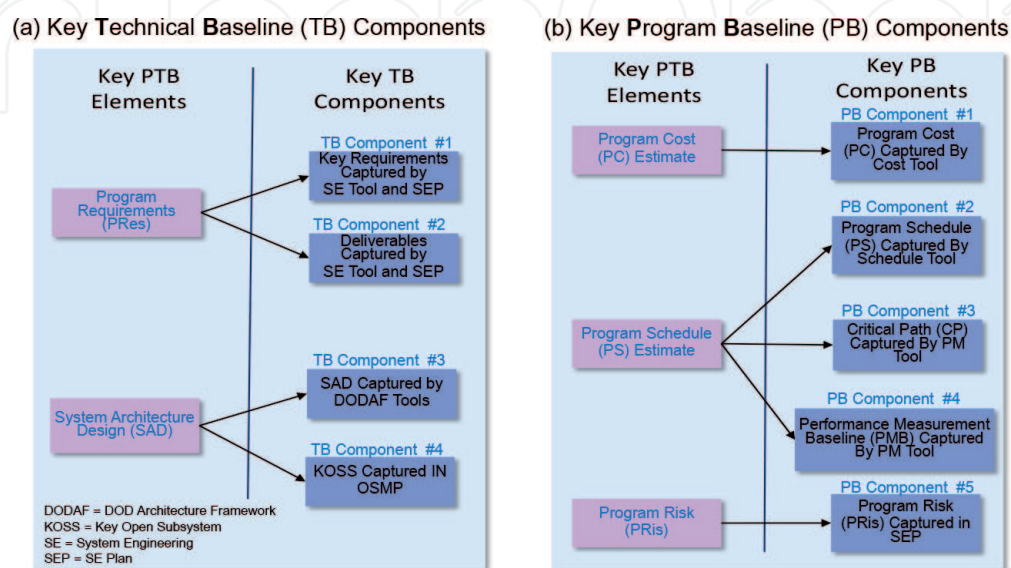 (a) Key Technical Baseline (TB) Components
Key PTB
Elements
Key TB
Components
TB Component #1
Key Requirements
Captured by
SE Tool and SEP
Program
Requirements
(PRes)
TB Component #2
Deliverables
Captured by
SE Tool and SEP
TB Component #3
SAD Captured by
DODAF Tools
System Architecture
Design (SAD)
TB Component #4
KOSS Captured IN
OSMP
DODAF = DOD Architecture Framework
KOSS = Key Open Subsystem
SE = System Engineering
SEP = SE Plan
(b) Key Program Baseline (PB) Components
Key PTB
Elements
Key PB
Components
PB Component #1
Program Cost
(PC) Estimate
Program Cost
(PC) Captured By
Cost Tool
PB Component #2
Program Schedule
(PS) Captured By
Schedule Tool
PB Component #3
Program Schedule
(PS) Estimate
Critical Path (CP)
Captured By PM
Tool
PB Component #4
Performance Measurement
Baseline (PMB) Captured
By PM Tool
PB Component #5
Program Risk
(PRis)
Program Risk
(PRis) Captured in
SEP